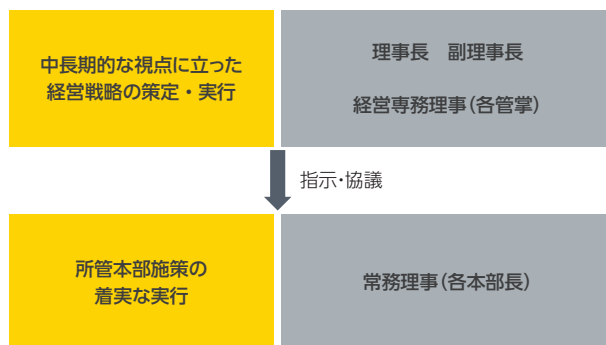 中長期的な視点に立った
経営戦略の策定・実行
理事長　副理事長
経営専務理事（各管掌）
指示・協議
所管本部施策の
着実な実行
常務理事（各本部長）